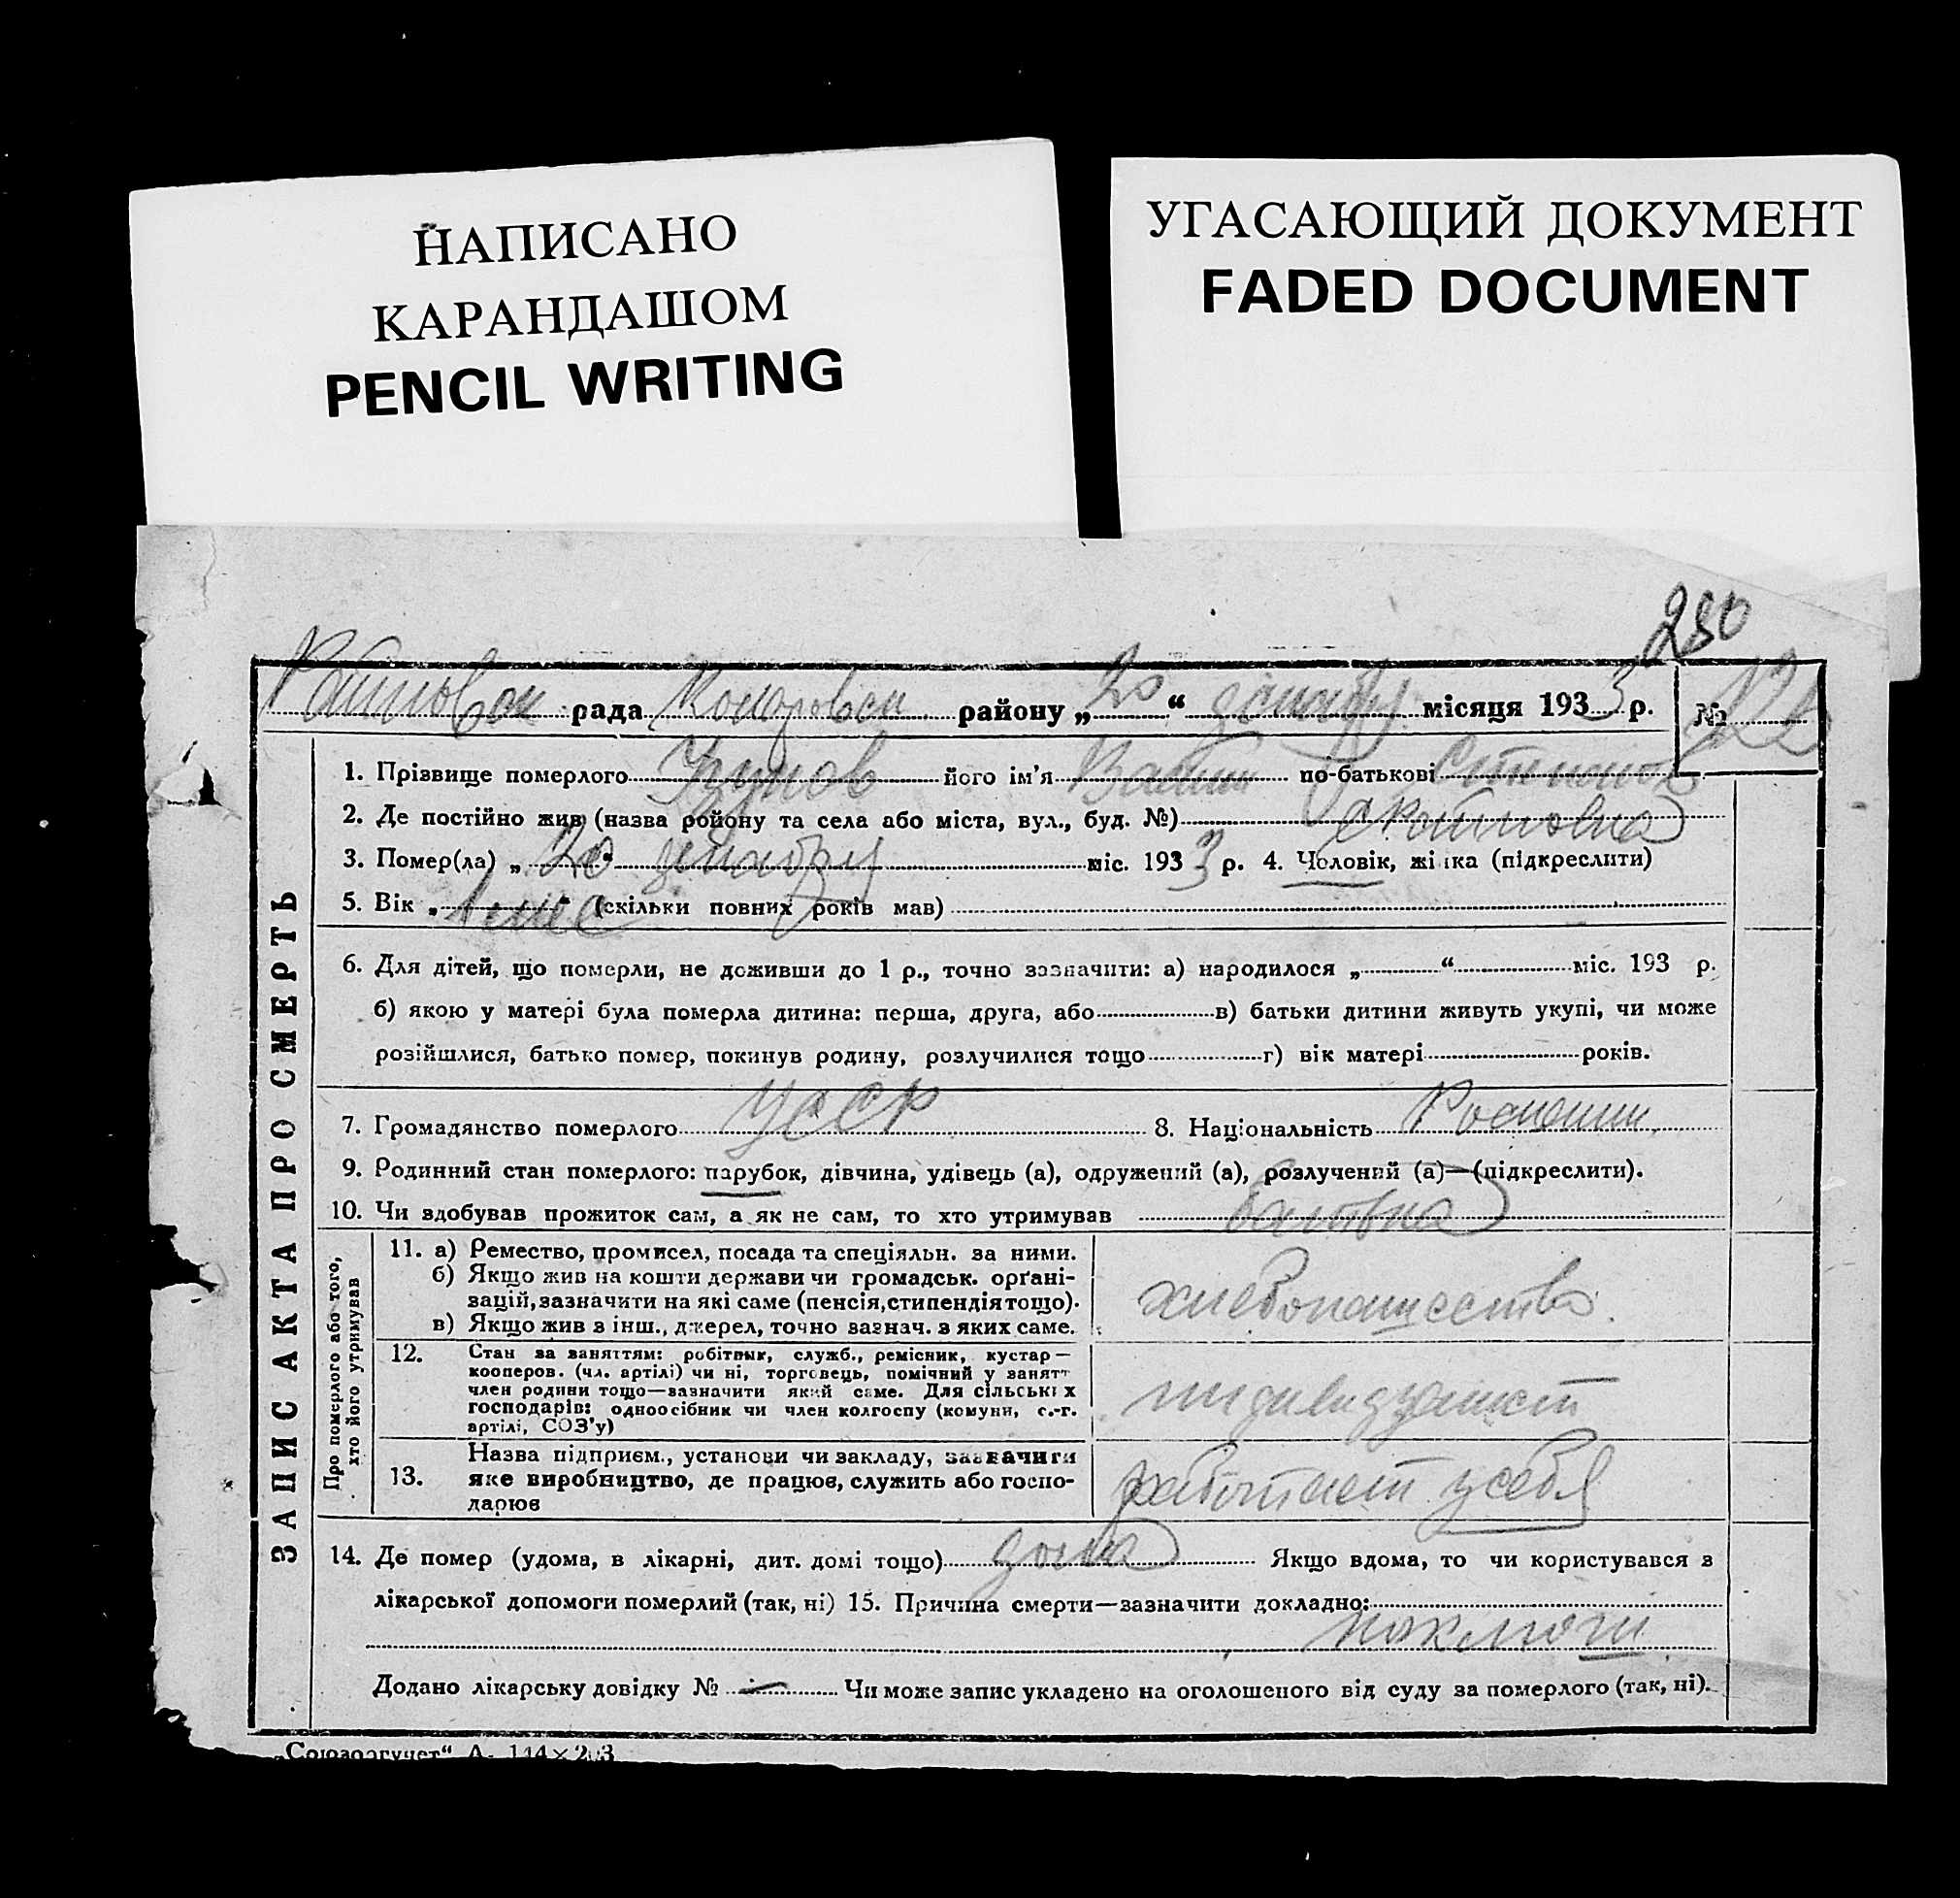 НАПИСАНО
КАРАНДАШОМ
PENCIL WRITING
УГАСАЮЩИЙ ДОКУМЕНТ
FADED DOCUMENT
230
рада району „ 20 “ декабря місяця 1933 р. №
ЗАПИС АКТА ПРО СМЕРТЬ
1. Прізвище померлого його ім'я по-батькові
2. Де постійно жив (назва ройону та села або міста, вул., буд. №)
3. Помер(ла) „ 20 декабря міс. 1933 р. 4. Чоловік, жінка (підкреслити)
5. Вік „ “ (скільки повних років мав)
6. Для дітей, що померли, не доживши до 1 р., точно зазначити: а) народилося „ “ міс. 193 р.
б) якою у матері була померла дитина: перша, друга, або в) батьки дитини живуть укупі, чи може
розійшлися, батько помер, покинув родину, розлучилися тощо г) вік матері років.
7. Громадянство померлого УССР 8. Національність
9. Родинний стан померлого: парубок, дівчина, удівець (а), одружений (а), розлучений (а)—(підкреслити).
10. Чи здобував прожиток сам, а як не сам, то хто утримував
Про померлого або того,
хто його утримував
11. а) Ремество, промисел, посада та спеціяльн. за ними.
б) Якщо жив на кошти держави чи громадськ. орґані-
зацій, зазначити на які саме (пенсія, стипендія тощо).
в) Якщо жив з інш., джерел, точно зазнач. з яких саме.
хлебопашество
12. Стан за заняттям: робітник, служб., ремісник, кустар—
кооперов. (чл. артілі) чи ні, торговець, помічний у занятт
член родини тощо—зазначити який саме. Для сільських
господарів: одноосібник чи член колгоспу (комуни, с.-г.
артілі, СОЗ'у)
13. Назва підприєм., установи чи закладу, зазначити
яке виробництво, де працює, служить або госпо-
дарює
работает у себя
14. Де помер (удома, в лікарні, дит. домі тощо) дома Якщо вдома, то чи користувався з
лікарської допомоги померлий (так, ні) 15. Причина смерти—зазначити докладно:
Додано лікарську довідку № — Чи може запис укладено на оголошеного від суду за померлого (так, ні).